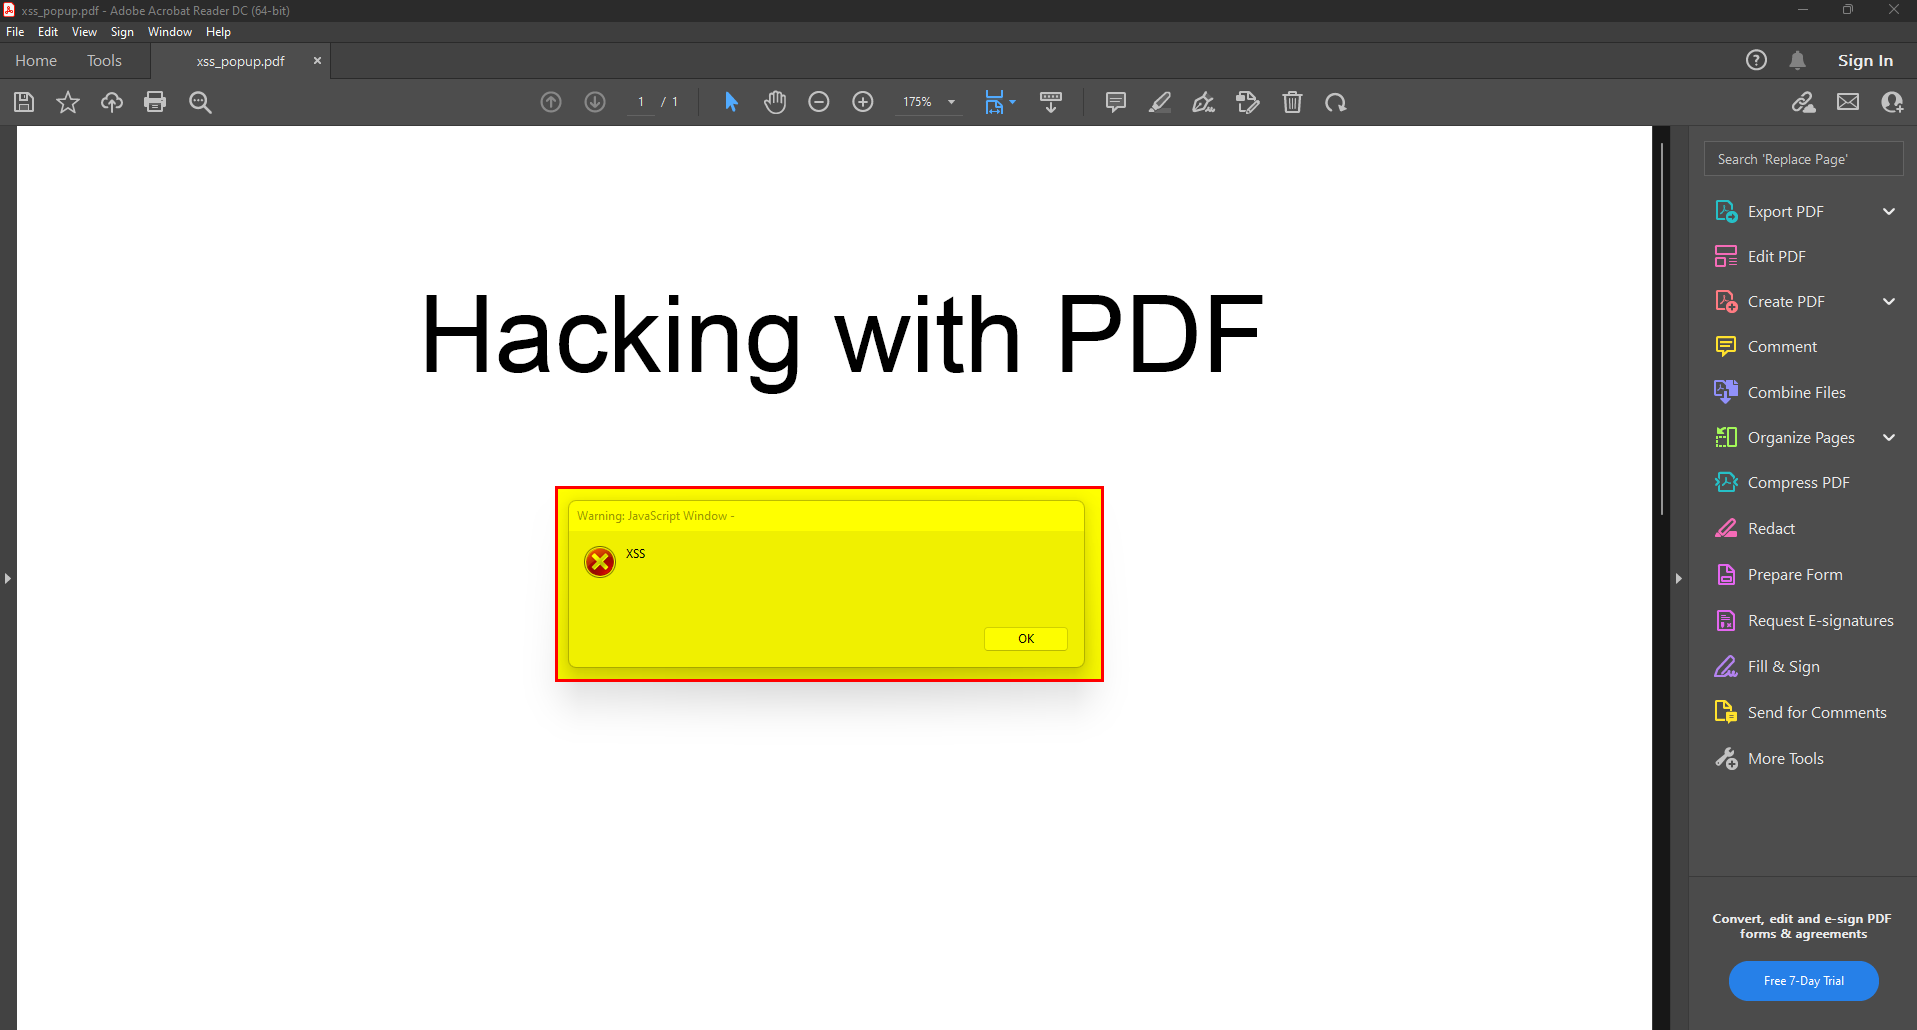 xss_popup.pdf - Adobe Acrobat Reader DC (64-bit)
File Edit View Sign Window Help
Home Tools xss_popup.pdf × Sign In
1 / 1 175%
Search 'Replace Page'
Export PDF
Edit PDF
Create PDF
Comment
Combine Files
Organize Pages
Compress PDF
Redact
Prepare Form
Request E-signatures
Fill & Sign
Send for Comments
More Tools
Convert, edit and e-sign PDF
forms & agreements
Free 7-Day Trial
Hacking with PDF
Warning: JavaScript Window -
XSS
OK